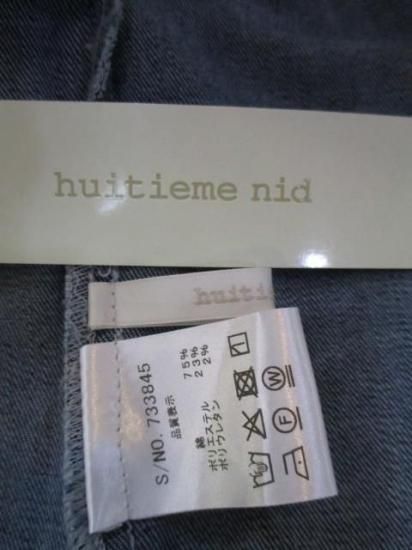 huitieme nid
huiti
S/NO. 733845
品質表示
綿 75%
ポリエステル 23%
ポリウレタン 2%
W
F